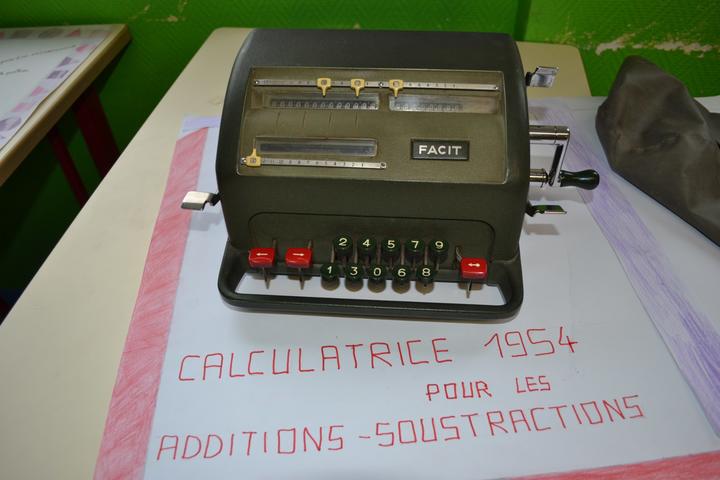 FACIT
2 4 5 7 9
1 3 0 6 8
CALCULATRICE 1954
POUR LES
ADDITIONS - SOUSTRACTIONS